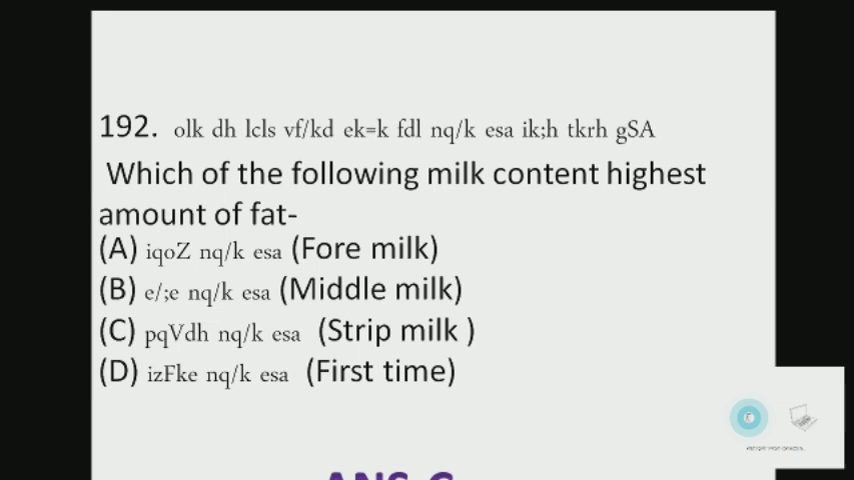 192. olk dh lcls vf/kd ek=k fdl nq/k esa ik;h tkrh gSA
Which of the following milk content highest
amount of fat-
(A) iqoZ nq/k esa (Fore milk)
(B) e/;e nq/k esa (Middle milk)
(C) pqVdh nq/k esa (Strip milk )
(D) izFke nq/k esa (First time)
ANS-C